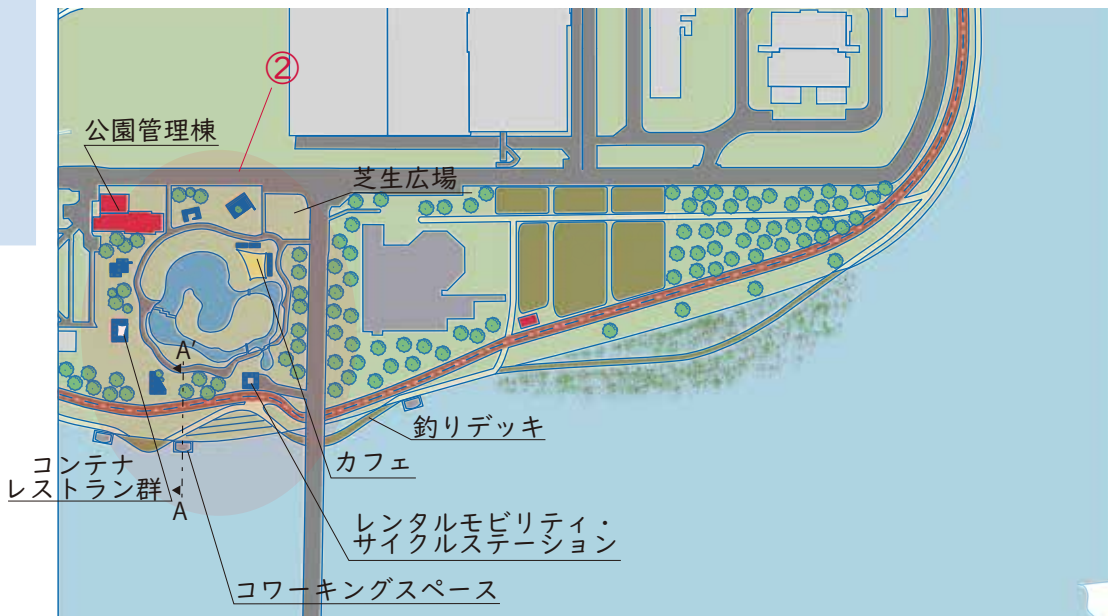 ②
公園管理棟
芝生広場
A'
釣りデッキ
カフェ
コンテナ
レストラン群
A
レンタルモビリティ・
サイクルステーション
コワーキングスペース